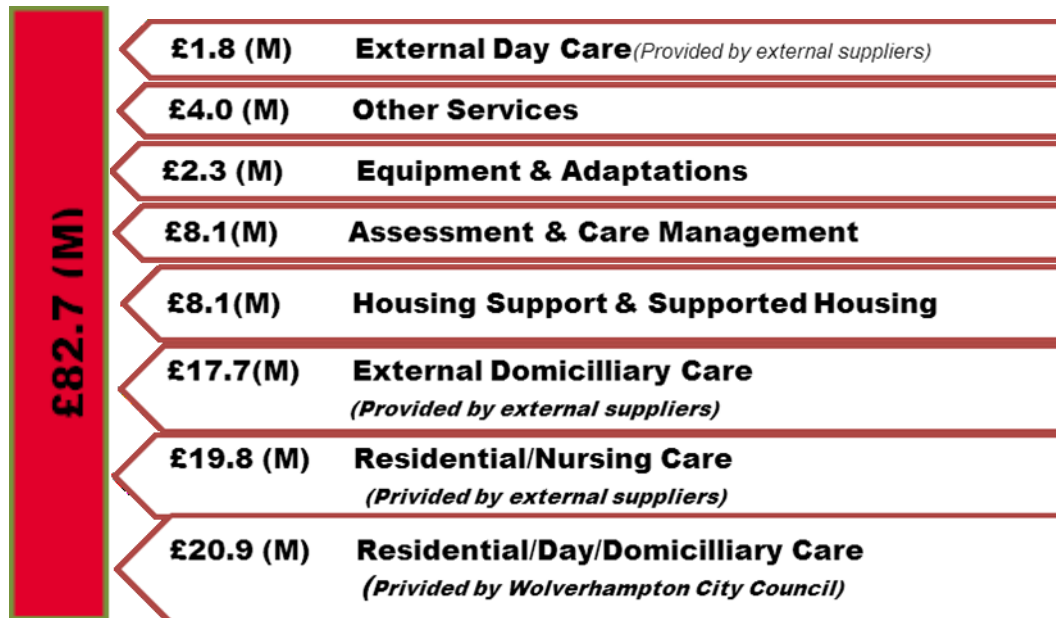 £82.7 (M)
£1.8 (M) External Day Care(Provided by external suppliers)
£4.0 (M) Other Services
£2.3 (M) Equipment & Adaptations
£8.1(M) Assessment & Care Management
£8.1(M) Housing Support & Supported Housing
£17.7(M) External Domicilliary Care
(Provided by external suppliers)
£19.8 (M) Residential/Nursing Care
(Privided by external suppliers)
£20.9 (M) Residential/Day/Domicilliary Care
(Privided by Wolverhampton City Council)